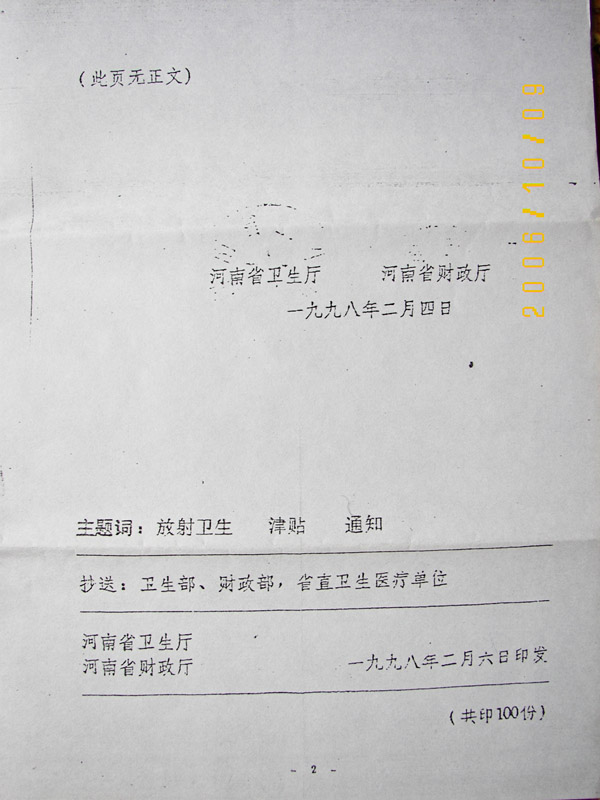 （此页无正文）
河南省卫生厅 河南省财政厅
一九九八年二月四日
主题词：放射卫生 津贴 通知
抄送：卫生部、财政部，省直卫生医疗单位
河南省卫生厅
河南省财政厅 一九九八年二月六日印发
（共印100份）
- 2 -
2006/10/09